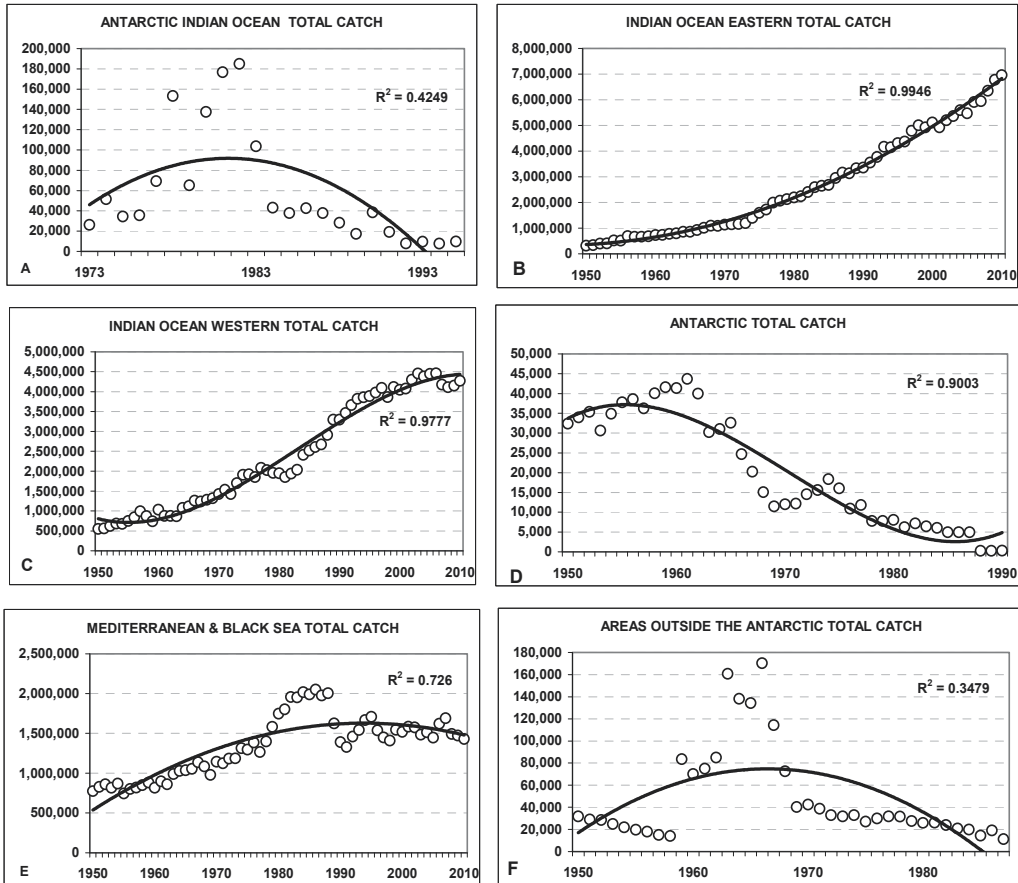 ANTARCTIC INDIAN OCEAN TOTAL CATCH
200,000
180,000
160,000
140,000
120,000
100,000
80,000
60,000
40,000
20,000
0
R² = 0.4249
A
1973 1983 1993
INDIAN OCEAN EASTERN TOTAL CATCH
8,000,000
7,000,000
6,000,000
5,000,000
4,000,000
3,000,000
2,000,000
1,000,000
0
R² = 0.9946
B
1950 1960 1970 1980 1990 2000 2010
INDIAN OCEAN WESTERN TOTAL CATCH
5,000,000
4,500,000
4,000,000
3,500,000
3,000,000
2,500,000
2,000,000
1,500,000
1,000,000
500,000
0
R² = 0.9777
C
1950 1960 1970 1980 1990 2000 2010
ANTARCTIC TOTAL CATCH
50,000
45,000
40,000
35,000
30,000
25,000
20,000
15,000
10,000
5,000
0
R² = 0.9003
D
1950 1960 1970 1980 1990
MEDITERRANEAN & BLACK SEA TOTAL CATCH
2,500,000
2,000,000
1,500,000
1,000,000
500,000
0
R² = 0.726
E
1950 1960 1970 1980 1990 2000 2010
AREAS OUTSIDE THE ANTARCTIC TOTAL CATCH
180,000
160,000
140,000
120,000
100,000
80,000
60,000
40,000
20,000
0
R² = 0.3479
F
1950 1960 1970 1980